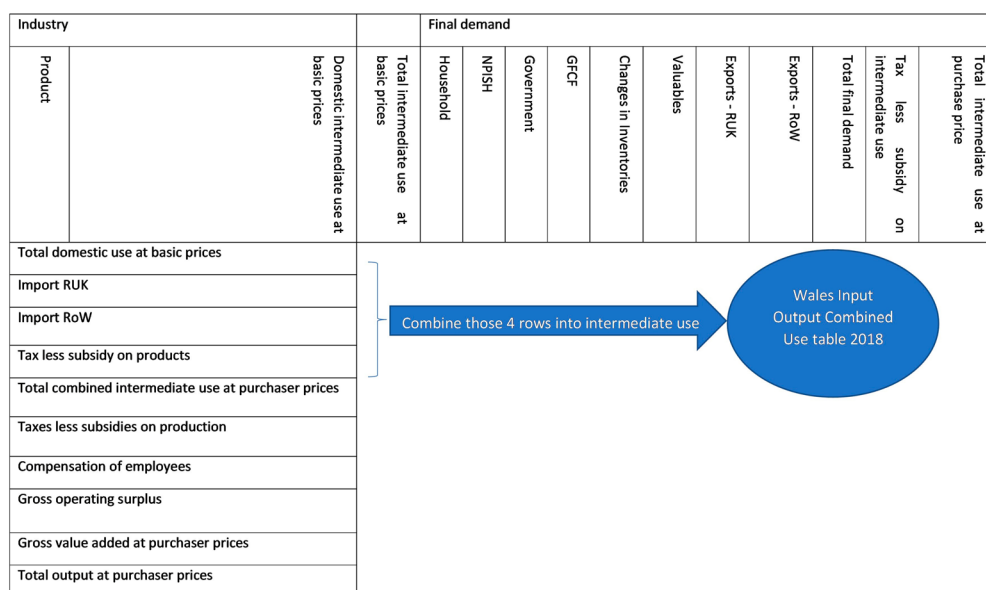 Industry
Final demand
Product
Domestic intermediate use at
basic prices
Total intermediate use at
basic prices
Household
NPISH
Government
GFCF
Changes in Inventories
Valuables
Exports - RUK
Exports - RoW
Total final demand
Tax less subsidy on
intermediate use
Total intermediate use at
purchase price
Total domestic use at basic prices
Import RUK
Import RoW
Tax less subsidy on products
Total combined intermediate use at purchaser prices
Taxes less subsidies on production
Compensation of employees
Gross operating surplus
Gross value added at purchaser prices
Total output at purchaser prices
Combine those 4 rows into intermediate use
Wales Input
Output Combined
Use table 2018